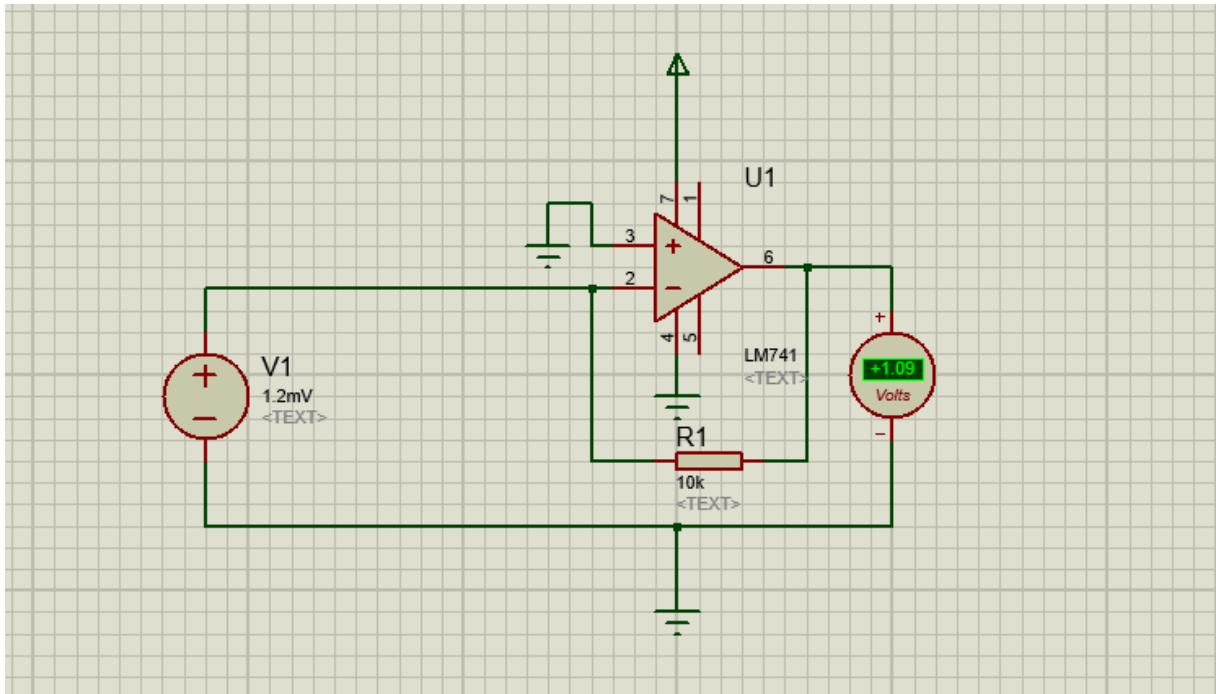 U1
7
1
3
+
6
2
−
4
5
LM741
<TEXT>
V1
1.2mV
<TEXT>
+
−
+
+1.09
Volts
−
R1
10k
<TEXT>